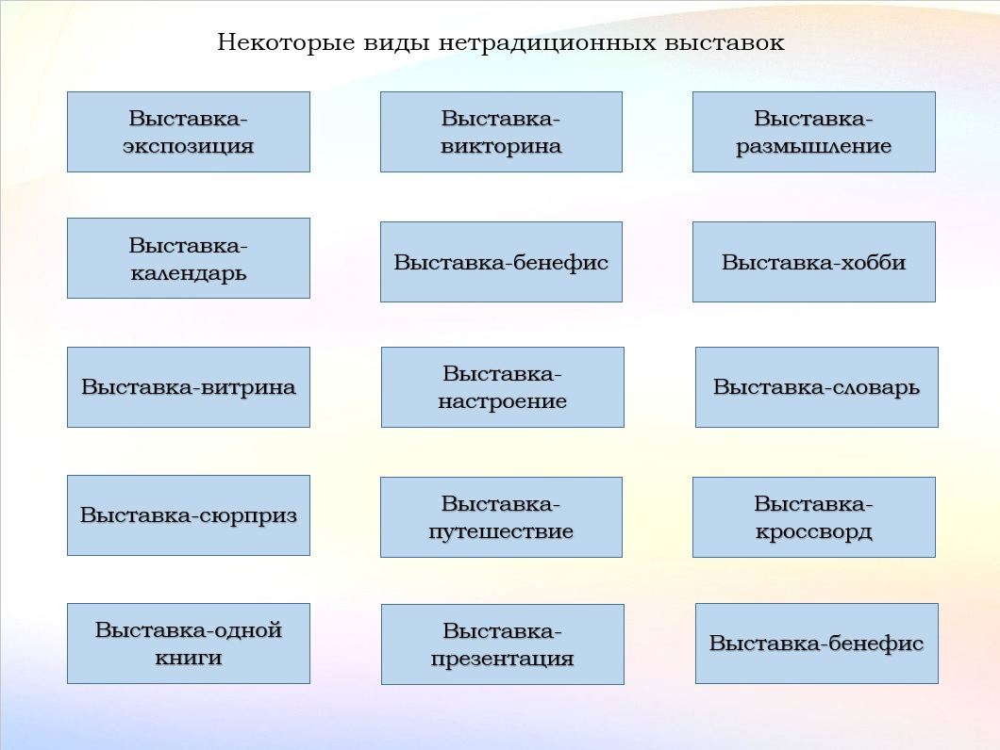 Некоторые виды нетрадиционных выставок
Выставка-
экспозиция
Выставка-
викторина
Выставка-
размышление
Выставка-
календарь
Выставка-бенефис
Выставка-хобби
Выставка-витрина
Выставка-
настроение
Выставка-словарь
Выставка-сюрприз
Выставка-
путешествие
Выставка-
кроссворд
Выставка-одной
книги
Выставка-
презентация
Выставка-бенефис